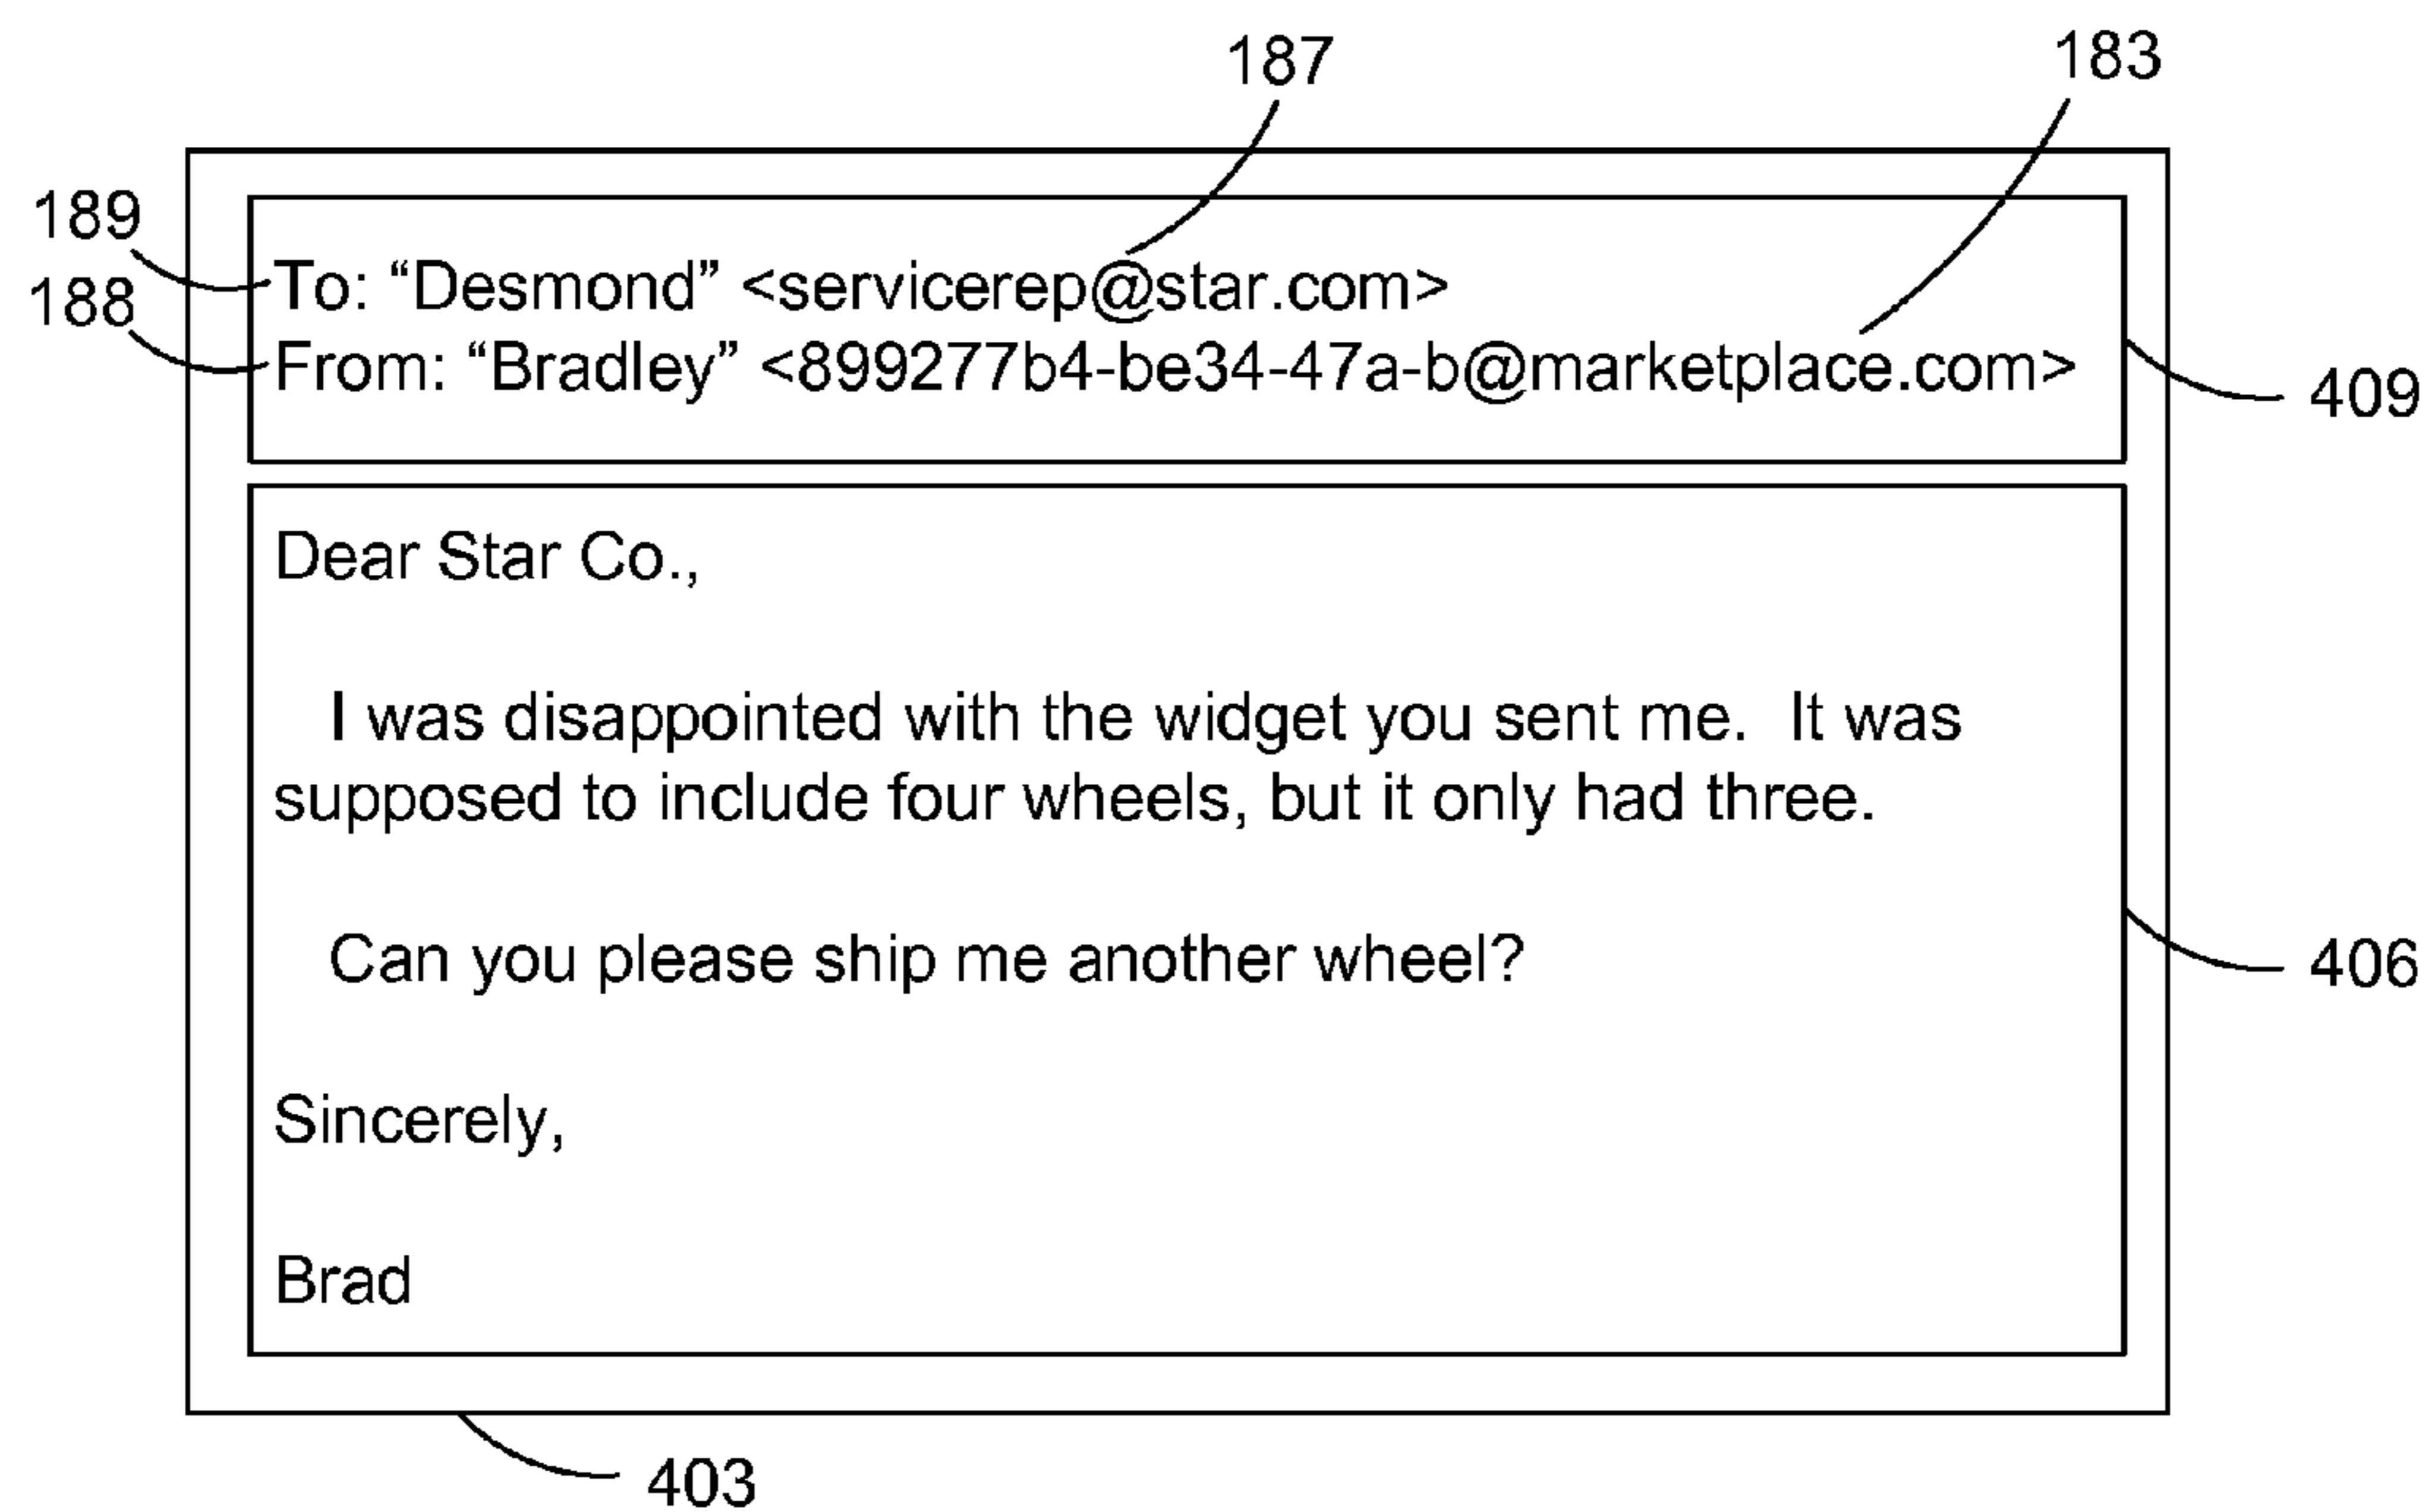 187
183
189
To: “Desmond” <servicerep@star.com>
188
From: “Bradley” <899277b4-be34-47a-b@marketplace.com>
409
Dear Star Co.,
I was disappointed with the widget you sent me. It was
supposed to include four wheels, but it only had three.
Can you please ship me another wheel?
406
Sincerely,
Brad
403